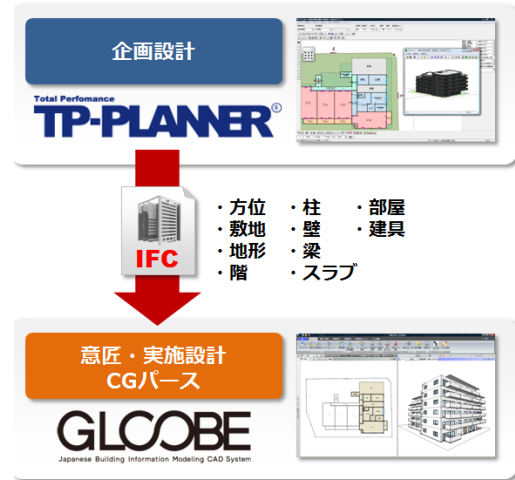 企画設計
Total Perfomance
TP-PLANNER®
IFC
・方位 ・柱 ・部屋
・敷地 ・壁 ・建具
・地形 ・梁
・階 ・スラブ
意匠・実施設計
CGパース
GLOOBE
Japanese Building Information Modeling CAD System